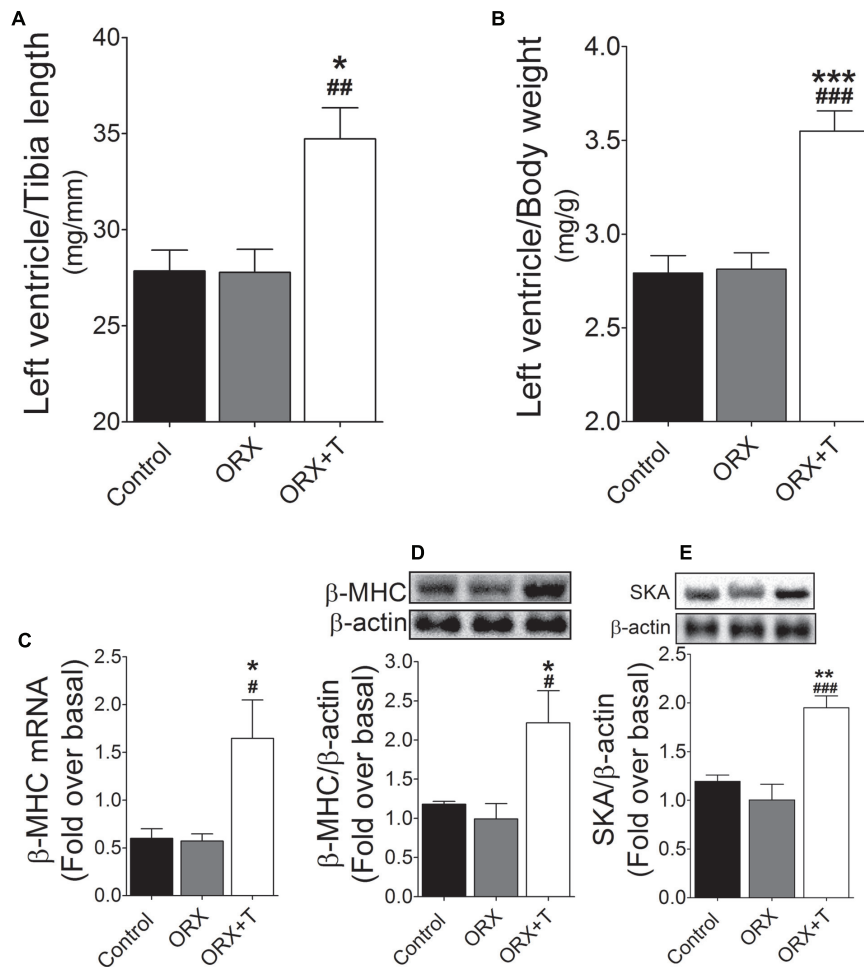 A
Left ventricle/Tibia length
(mg/mm)
40
35
30
25
20
*
##
Control
ORX
ORX+T
B
Left ventricle/Body weight
(mg/g)
4.0
3.5
3.0
2.5
2.0
***
###
Control
ORX
ORX+T
C
β-MHC mRNA
(Fold over basal)
2.5
2.0
1.5
1.0
0.5
0.0
*
#
Control
ORX
ORX+T
D
β-MHC
β-actin
β-MHC/β-actin
(Fold over basal)
3.0
2.5
2.0
1.5
1.0
0.5
0.0
*
#
Control
ORX
ORX+T
E
SKA
β-actin
SKA/β-actin
(Fold over basal)
2.5
2.0
1.5
1.0
0.5
0.0
**
###
Control
ORX
ORX+T